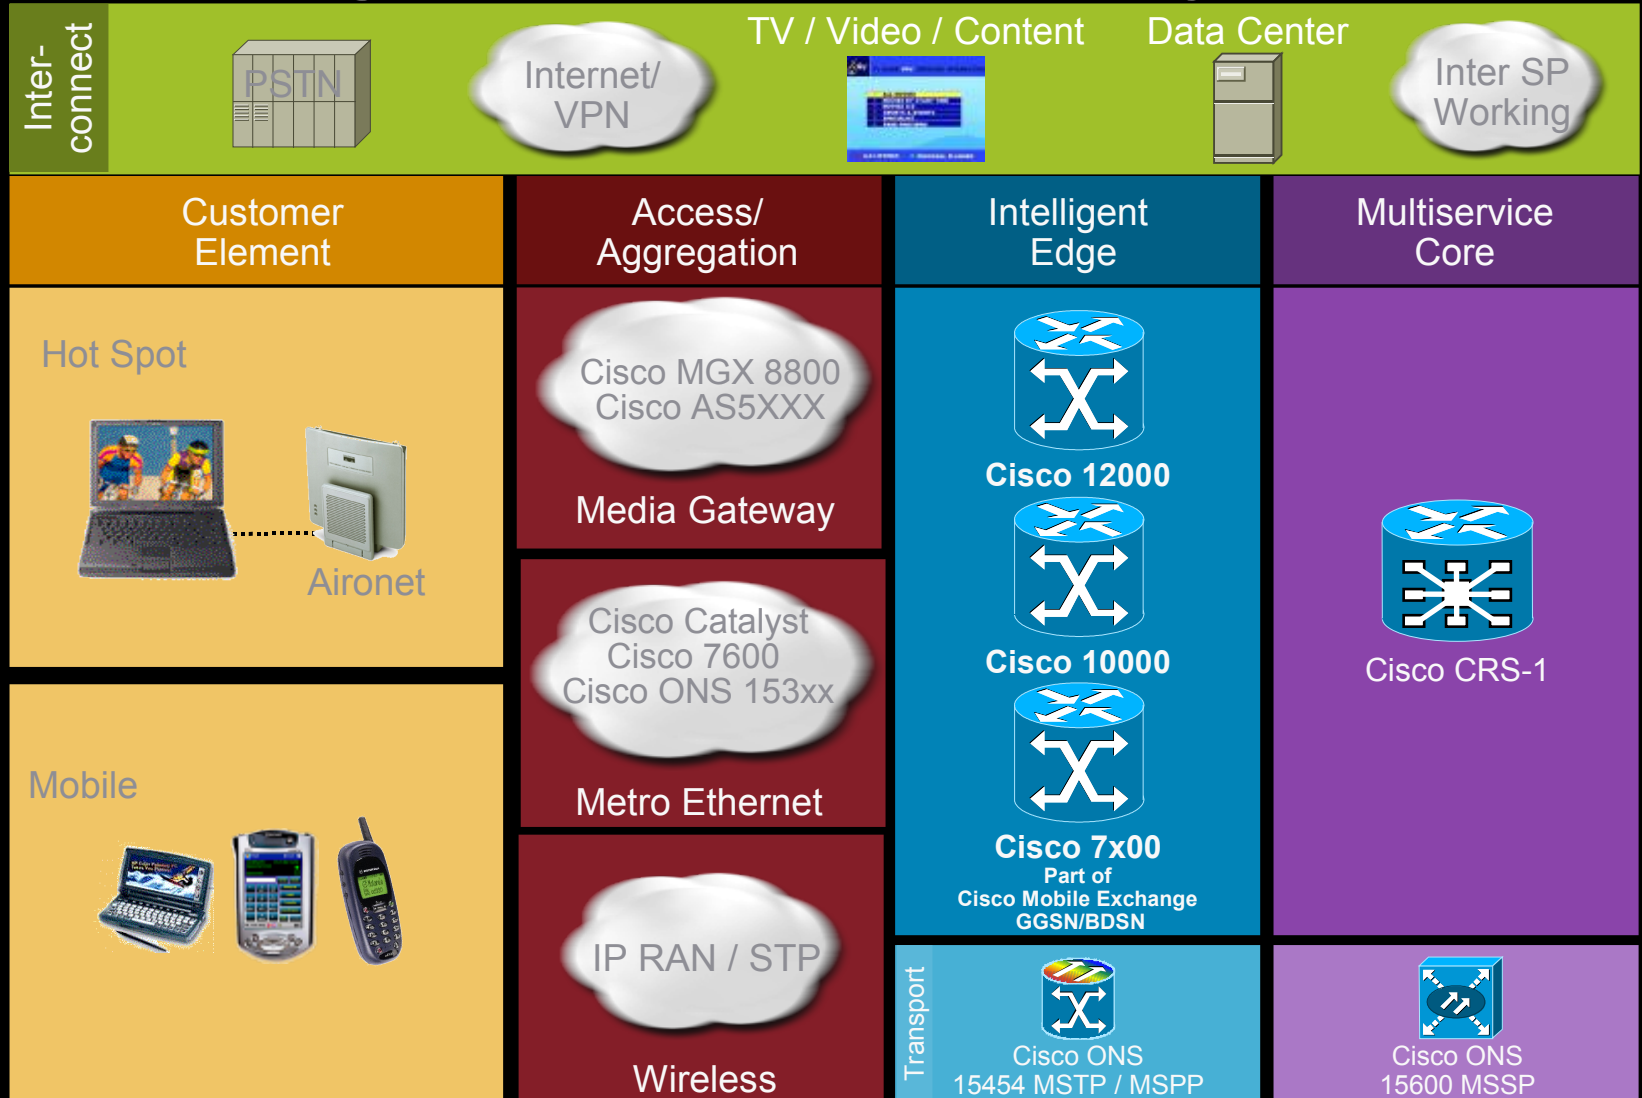 Inter-
connect
PSTN
Internet/
VPN
TV / Video / Content
Data Center
Inter SP
Working
Customer
Element
Access/
Aggregation
Intelligent
Edge
Multiservice
Core
Hot Spot
Aironet
Mobile
Cisco MGX 8800
Cisco AS5XXX
Media Gateway
Cisco Catalyst
Cisco 7600
Cisco ONS 153xx
Metro Ethernet
IP RAN / STP
Wireless
Cisco 12000
Cisco 10000
Cisco 7x00
Part of
Cisco Mobile Exchange
GGSN/BDSN
Cisco CRS-1
Transport
Cisco ONS
15454 MSTP / MSPP
Cisco ONS
15600 MSSP